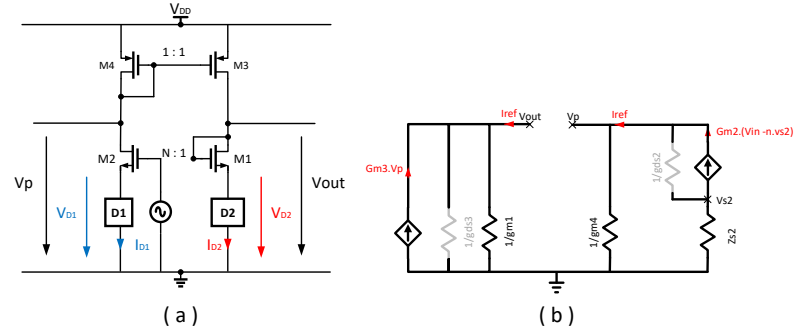 VDD
M4
1 : 1
M3
M2
N : 1
M1
Vp
VD1
D1
D2
VD2
Vout
ID1
ID2
( a )
Iref
Vout
Vp
Iref
Gm3.Vp
Gm2.(Vin -n.vs2)
1/gds2
Vs2
1/gds3
1/gm1
1/gm4
Zs2
( b )